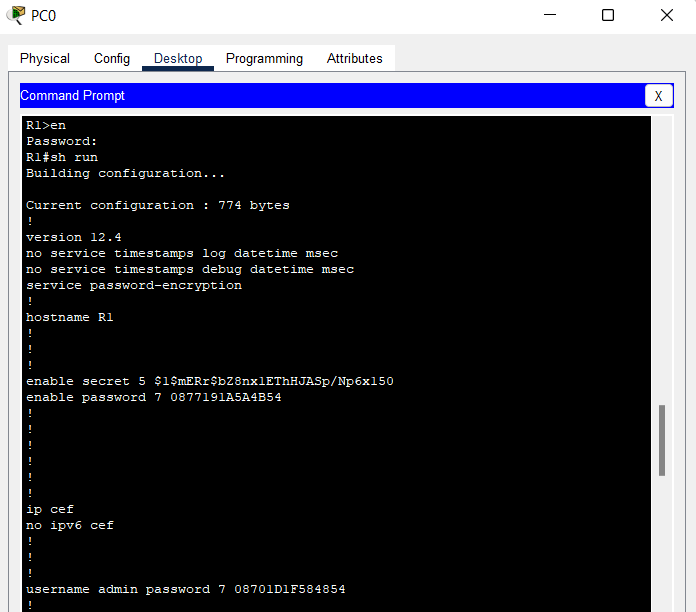 PC0
Physical Config Desktop Programming Attributes
Command Prompt X
R1>en
Password:
R1#sh run
Building configuration...
Current configuration : 774 bytes
!
version 12.4
no service timestamps log datetime msec
no service timestamps debug datetime msec
service password-encryption
!
hostname R1
!
!
!
enable secret 5 $1$mERr$bZ8nx1EThHJASp/Np6x150
enable password 7 0877191A5A4B54
!
!
!
!
!
!
ip cef
no ipv6 cef
!
!
!
username admin password 7 08701D1F584854
!